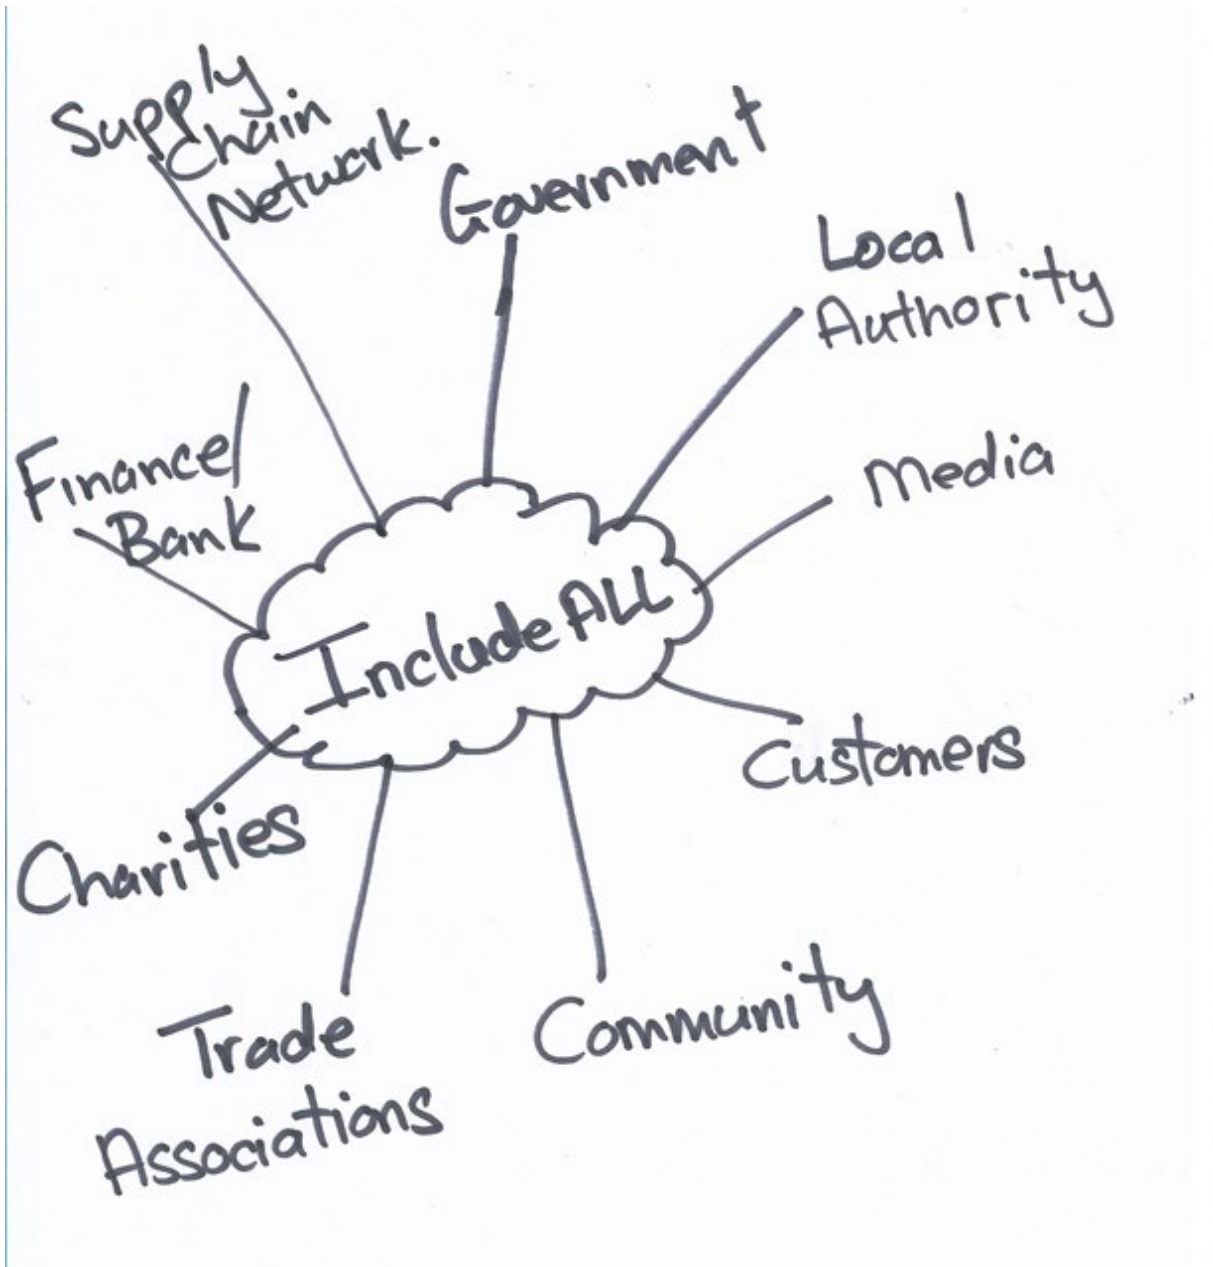 Supply
Chain
Network.
Government
Local
Authority
Media
Finance/
Bank
Include ALL
Customers
Charities
Trade
Associations
Community